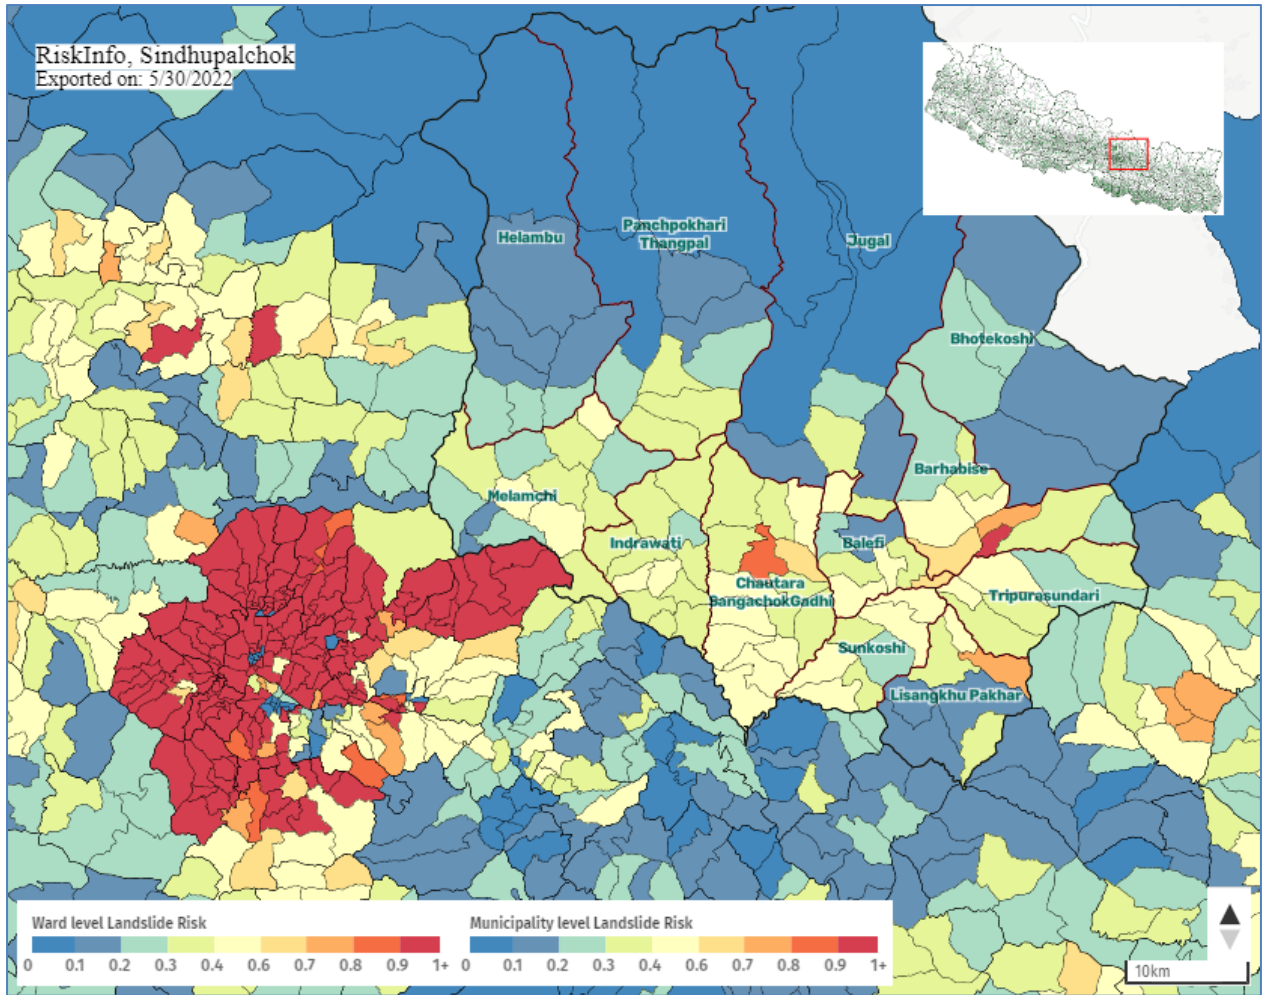 RiskInfo, Sindhupalchok
Exported on: 5/30/2022
Helambu
Panchpokhari
Thangpal
Jugal
Bhotekoshi
Barhabise
Melamchi
Indrawati
Balefi
Chautara
SangachokGadhi
Tripurasundari
Sunkoshi
Lisangkhu Pakhar
Ward level Landslide Risk
0 0.1 0.2 0.3 0.4 0.6 0.7 0.8 0.9 1+
Municipality level Landslide Risk
0 0.1 0.2 0.3 0.4 0.6 0.7 0.8 0.9 1+
10km